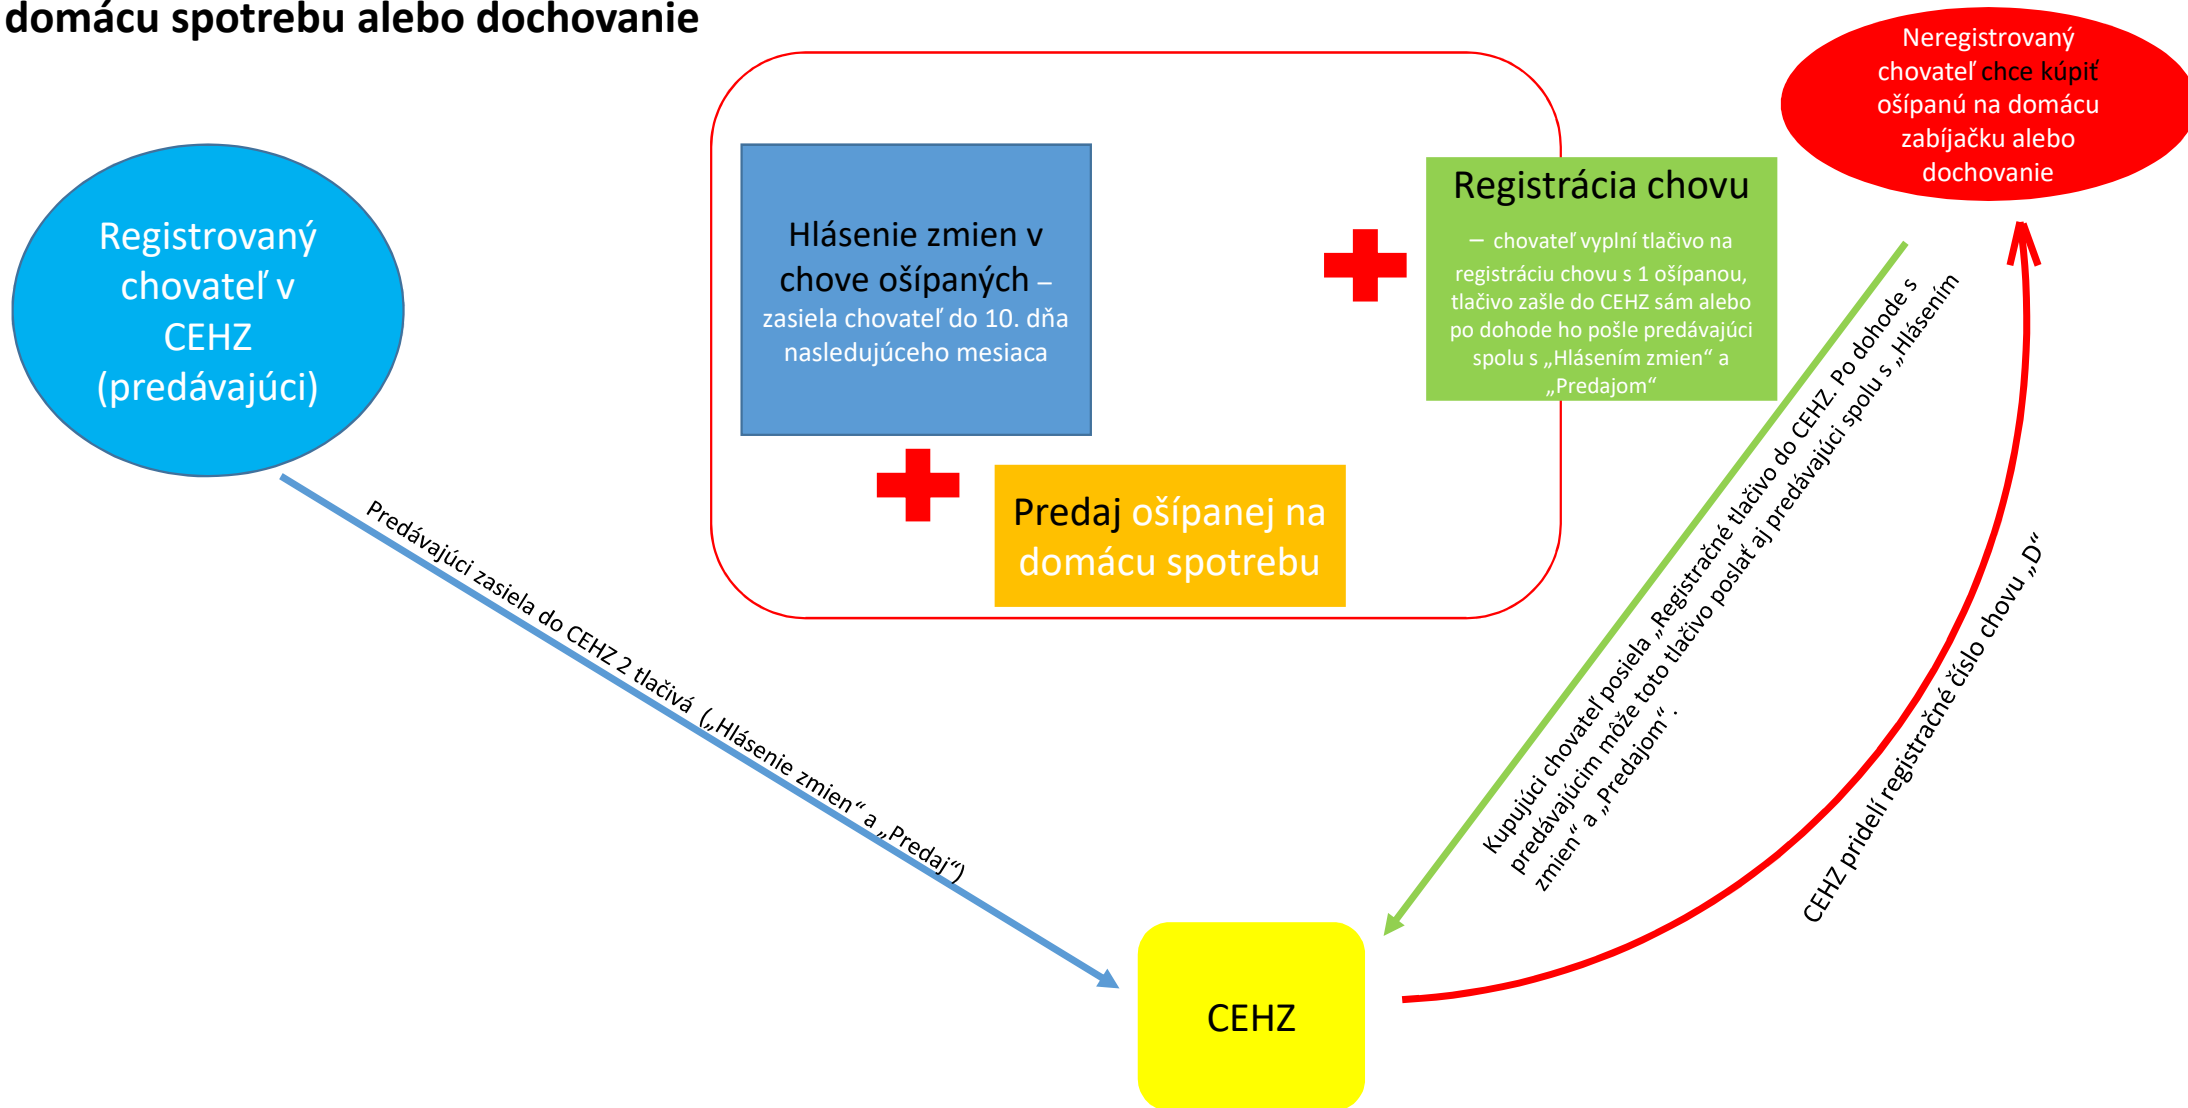 domácu spotrebu alebo dochovanie
Neregistrovaný
chovateľ chce kúpiť
ošípanú na domácu
zabíjačku alebo
dochovanie
Registrovaný
chovateľ v
CEHZ
(predávajúci)
Hlásenie zmien v
chove ošípaných –
zasiela chovateľ do 10. dňa
nasledujúceho mesiaca
Registrácia chovu
– chovateľ vyplní tlačivo na
registráciu chovu s 1 ošípanou,
tlačivo zašle do CEHZ sám alebo
po dohode ho pošle predávajúci
spolu s „Hlásením zmien“ a
„Predajom“
Predaj ošípanej na
domácu spotrebu
Predávajúci zasiela do CEHZ 2 tlačivá („Hlásenie zmien“ a „Predaj“)
Kupujúci chovateľ posiela „Registračné tlačivo do CEHZ. Po dohode s
predávajúcim môže toto tlačivo poslať aj predávajúci spolu s „Hlásením
zmien“ a „Predajom“.
CEHZ pridelí registračné číslo chovu „D“
CEHZ